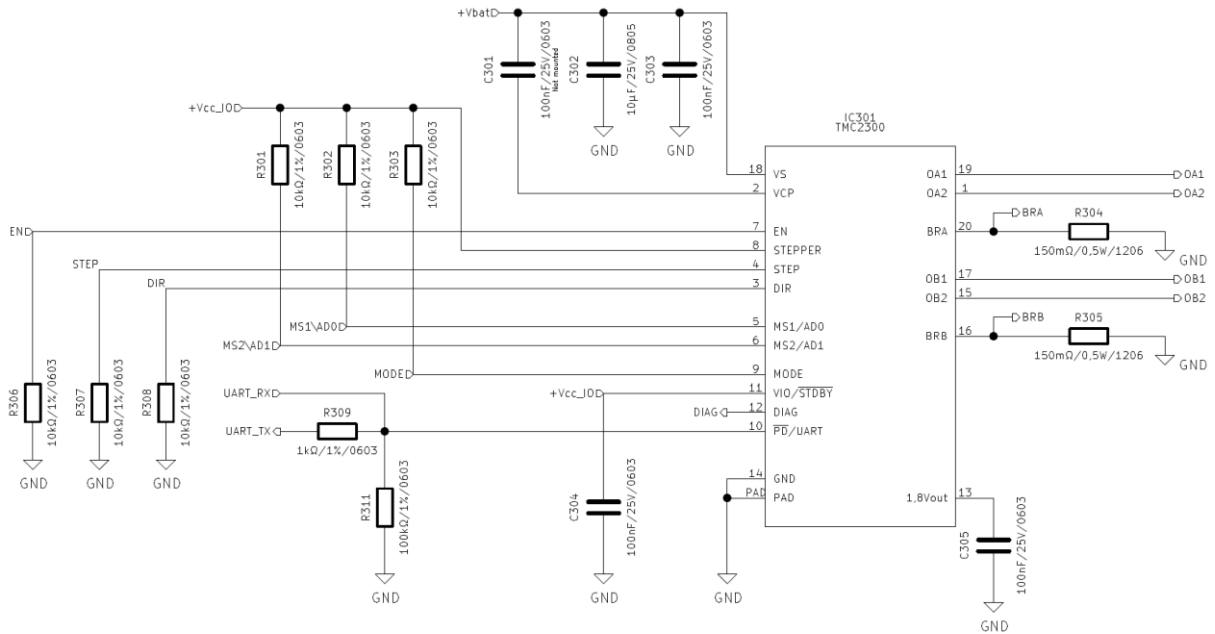 +Vbat
C301
100nF/25V/0603
Not mounted
C302
10µF/25V/0805
C303
100nF/25V/0603
GND
GND
+Vcc_IO
R301
10kΩ/1%/0603
R302
10kΩ/1%/0603
R303
10kΩ/1%/0603
IC301
TMC2300
18 VS
2 VCP
7 EN
8 STEPPER
4 STEP
3 DIR
5 MS1/AD0
6 MS2/AD1
9 MODE
11 VIO/STDBY
12 DIAG
10 PD/UART
14 GND
PAD PAD
OA1 19
OA2 1
BRA 20
OB1 17
OB2 15
BRB 16
1,8Vout 13
OA1
OA2
BRA
R304
150mΩ/0,5W/1206
GND
OB1
OB2
BRB
R305
150mΩ/0,5W/1206
GND
EN
STEP
DIR
MS1\AD0
MS2\AD1
MODE
R306
10kΩ/1%/0603
GND
R307
10kΩ/1%/0603
GND
R308
10kΩ/1%/0603
GND
UART_RX
UART_TX
R309
1kΩ/1%/0603
R311
100kΩ/1%/0603
GND
+Vcc_IO
DIAG
C304
100nF/25V/0603
GND
GND
C305
100nF/25V/0603
GND